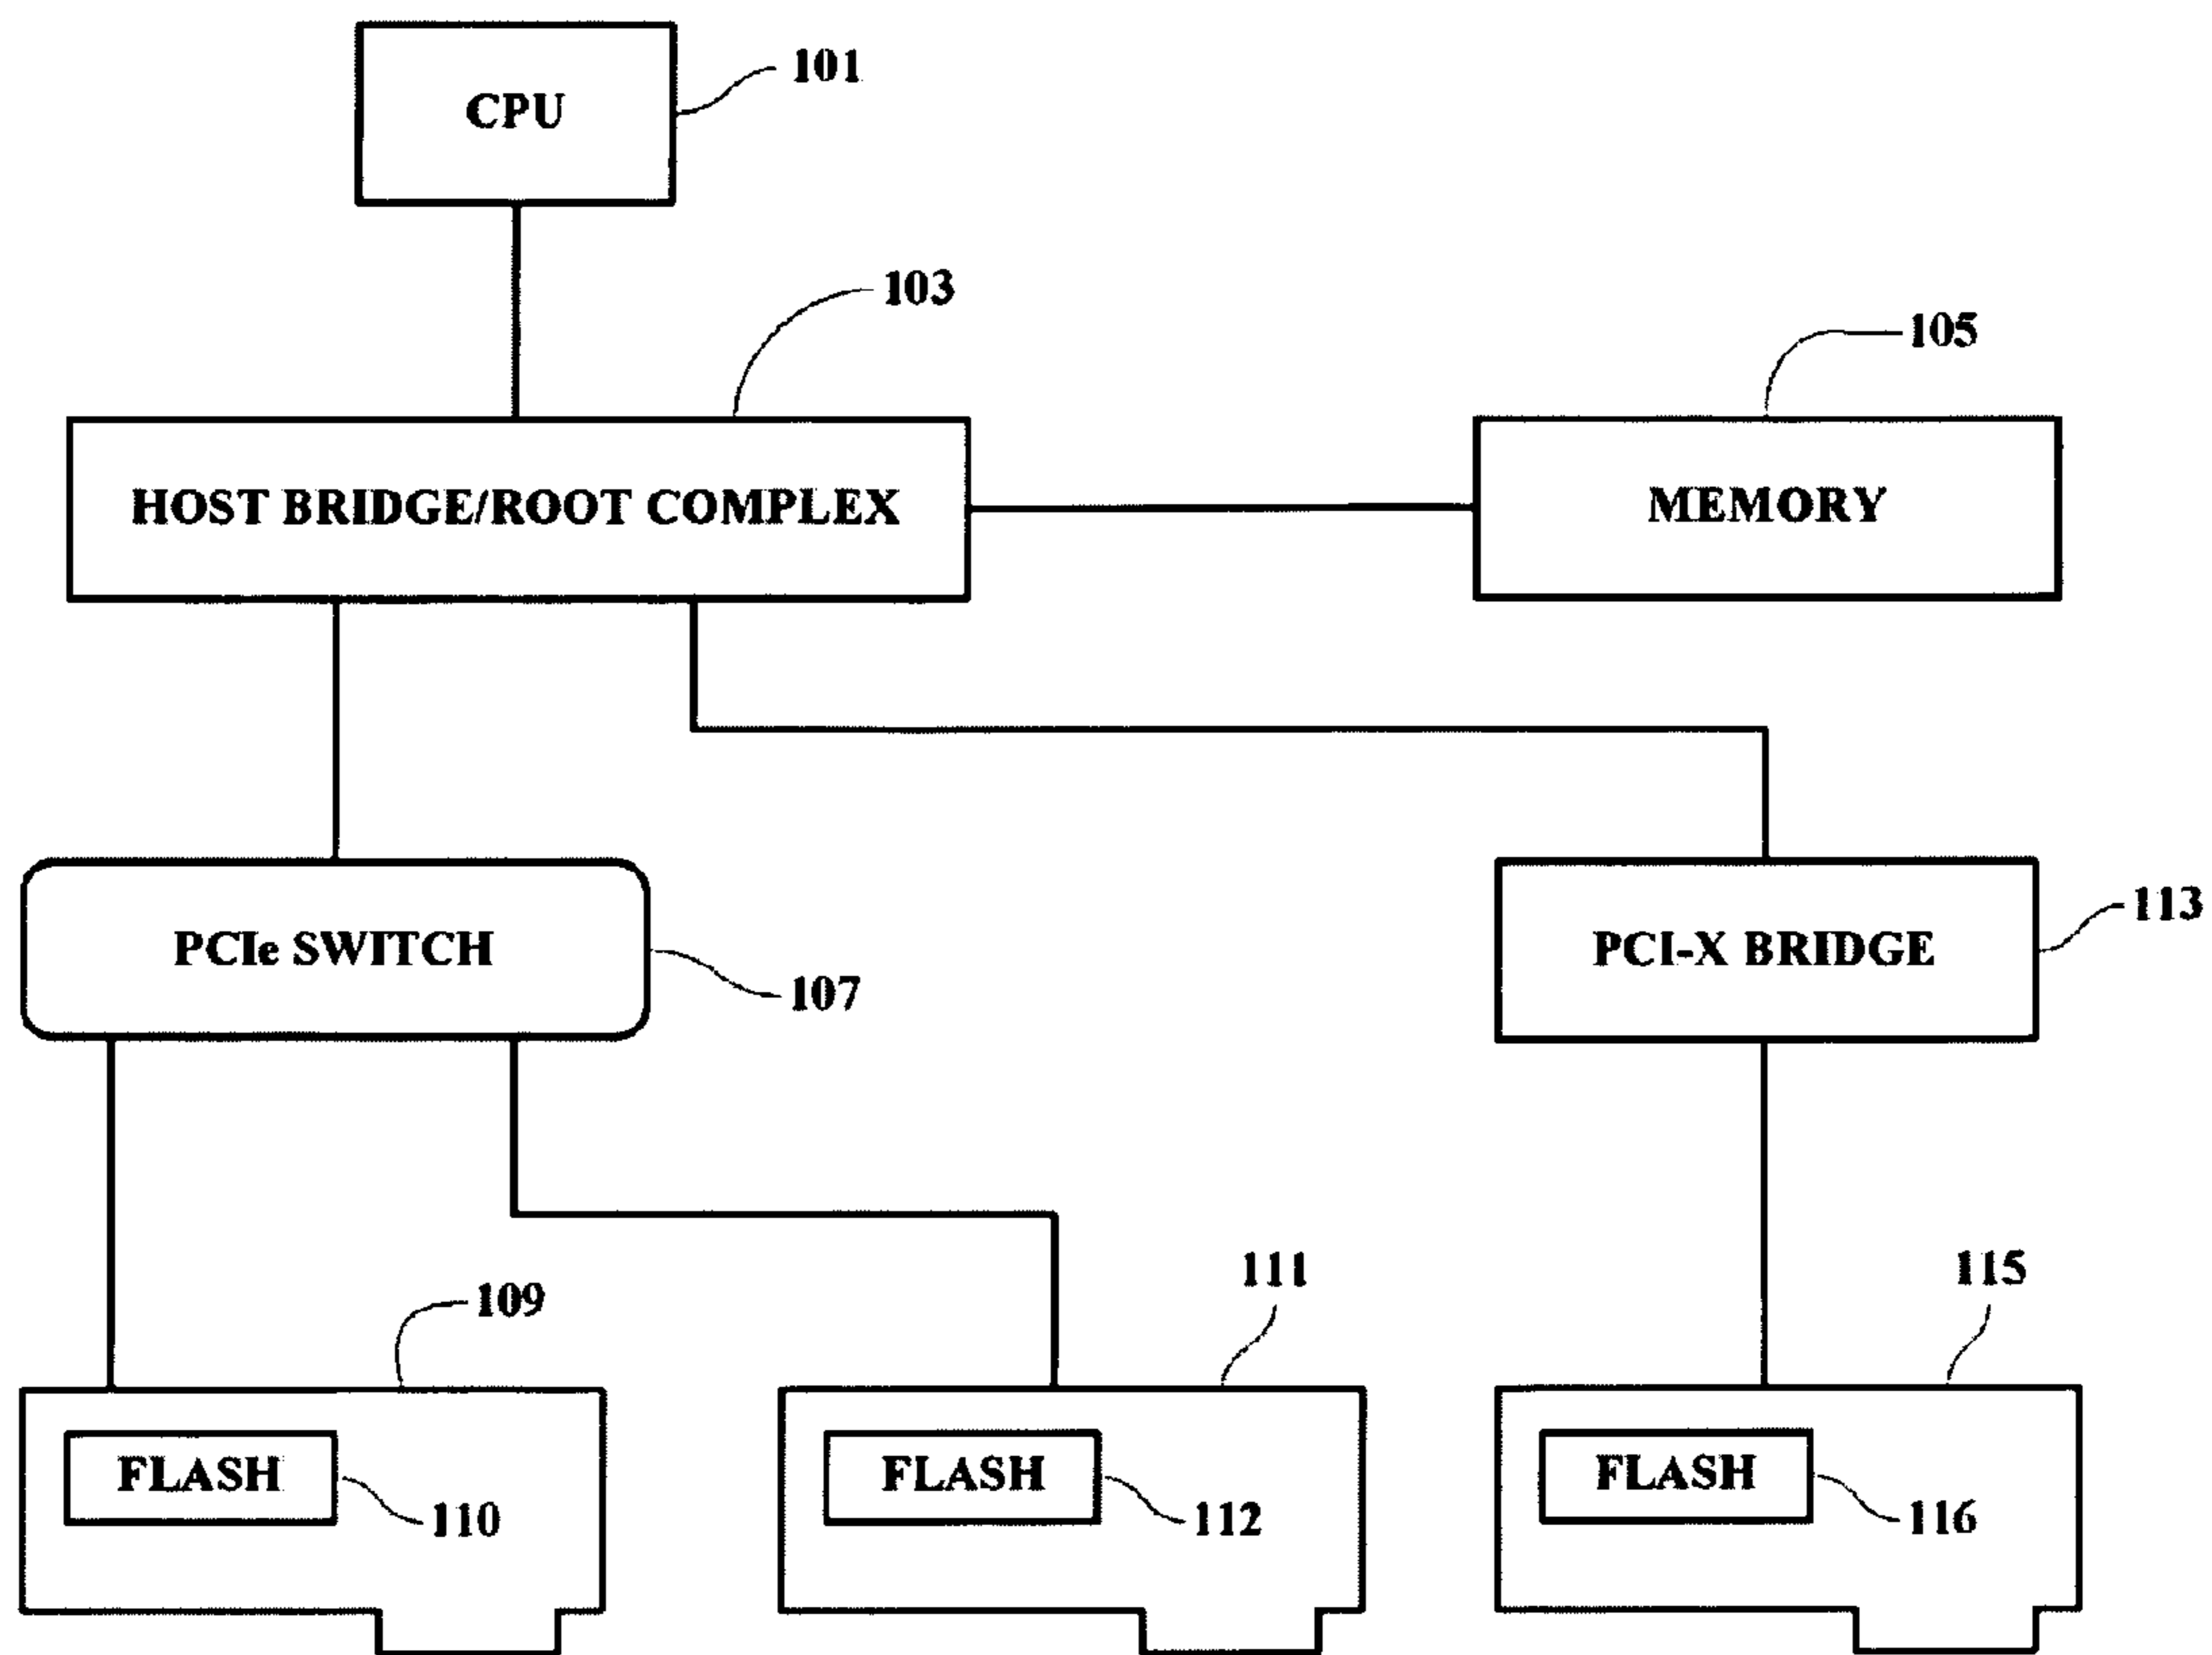 101
CPU
103
105
HOST BRIDGE/ROOT COMPLEX
MEMORY
PCIe SWITCH
107
PCI-X BRIDGE
113
109
111
115
FLASH
110
FLASH
112
FLASH
116